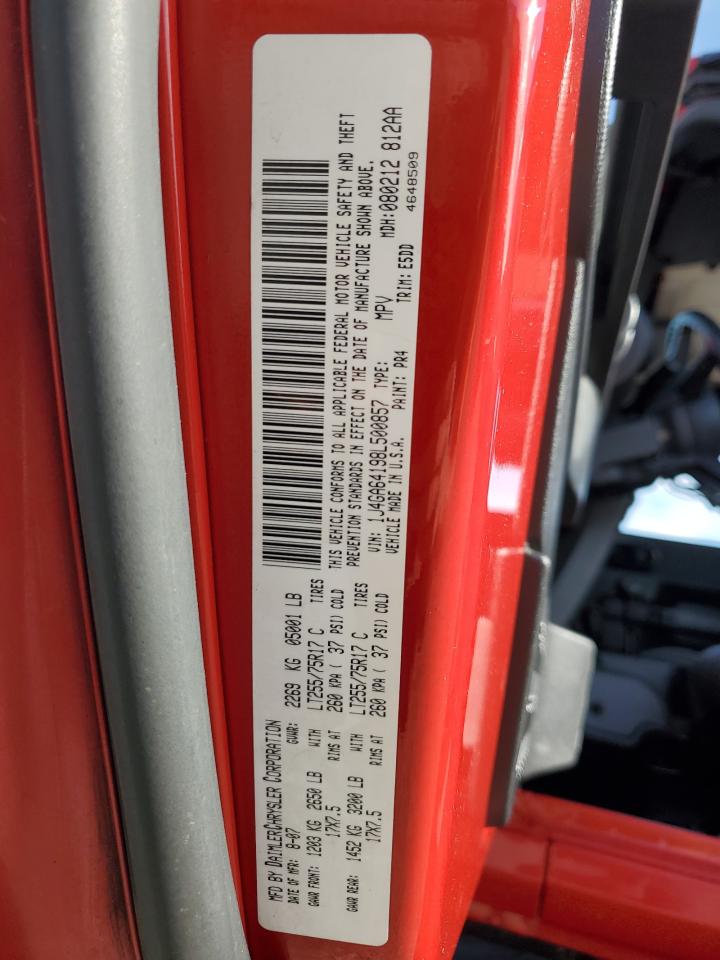 MFD BY DAIMLERCHRYSLER CORPORATION
DATE OF MFR: 8-07 GVWR: 2269 KG 05001 LB
GAWR FRONT: 1203 KG 2650 LB WITH LT255/75R17 C TIRES
17X7.5 RIMS AT 260 KPA ( 37 PSI) COLD
GAWR REAR: 1452 KG 3200 LB WITH LT255/75R17 C TIRES
17X7.5 RIMS AT 260 KPA ( 37 PSI) COLD
THIS VEHICLE CONFORMS TO ALL APPLICABLE FEDERAL MOTOR VEHICLE SAFETY AND THEFT
PREVENTION STANDARDS IN EFFECT ON THE DATE OF MANUFACTURE SHOWN ABOVE.
VIN: 1J4GA64198L500857 TYPE: MPV MDH:080212 812AA
VEHICLE MADE IN U.S.A. PAINT: PR4 TRIM: E5DD 4648509